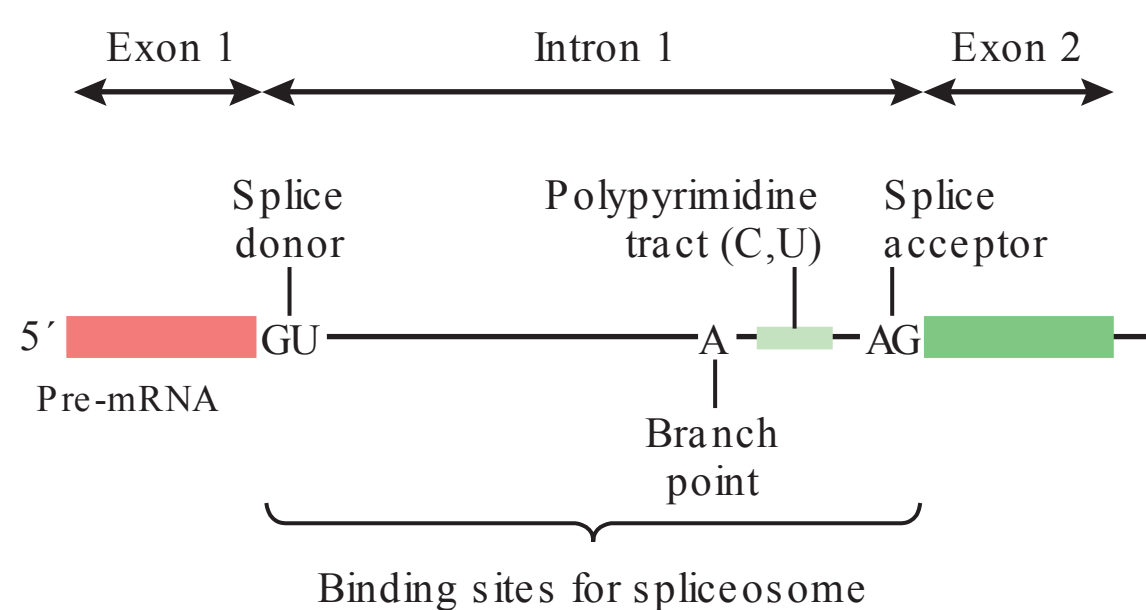 Exon 1
Intron 1
Exon 2
Splice
donor
Polypyrimidine
tract (C,U)
Splice
acceptor
5´
GU
A
AG
Pre-mRNA
Branch
point
Binding sites for spliceosome